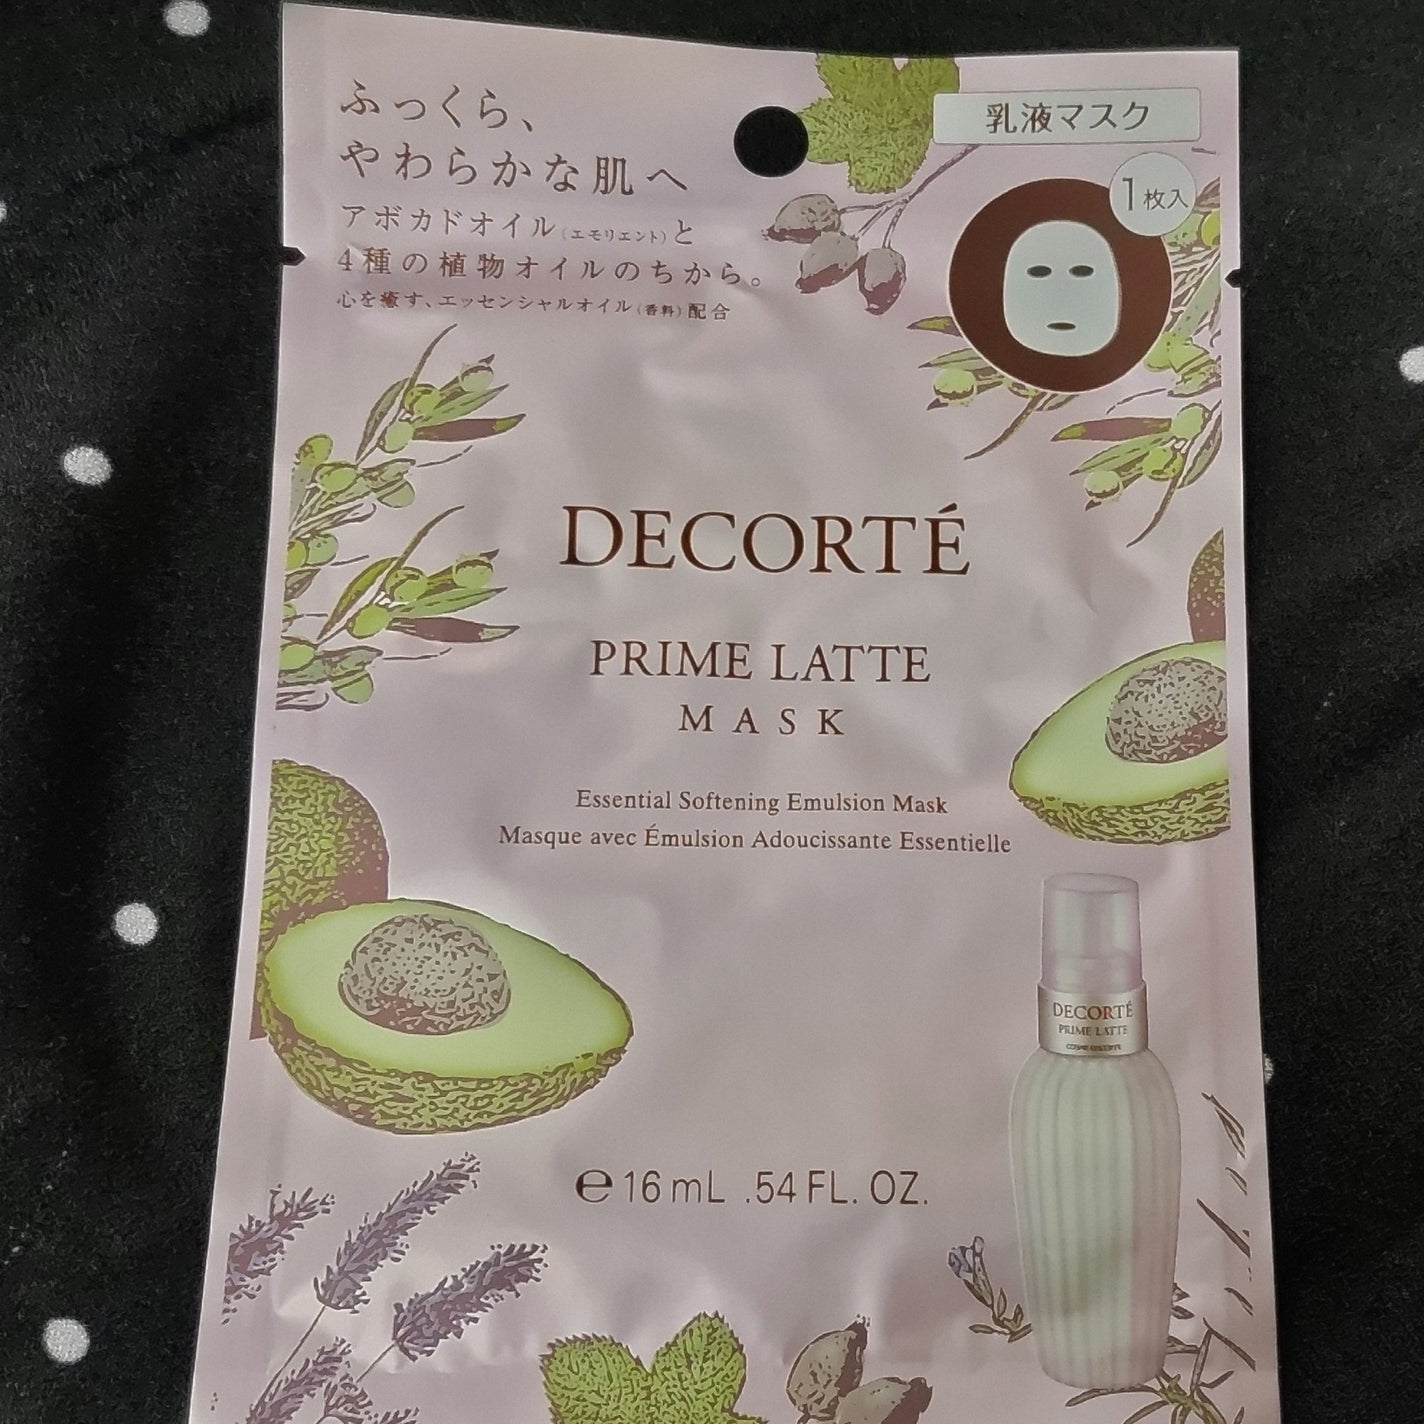 ふっくら、
やわらかな肌へ
アボカドオイル(エモリエント)と
4種の植物オイルのちから。
心を癒す、エッセンシャルオイル(香料)配合
乳液マスク
1枚入
DECORTÉ
PRIME LATTE
MASK
Essential Softening Emulsion Mask
Masque avec Émulsion Adoucissante Essentielle
DECORTÉ
PRIME LATTE
COSME DECORTE
℮16mL .54 FL. OZ.